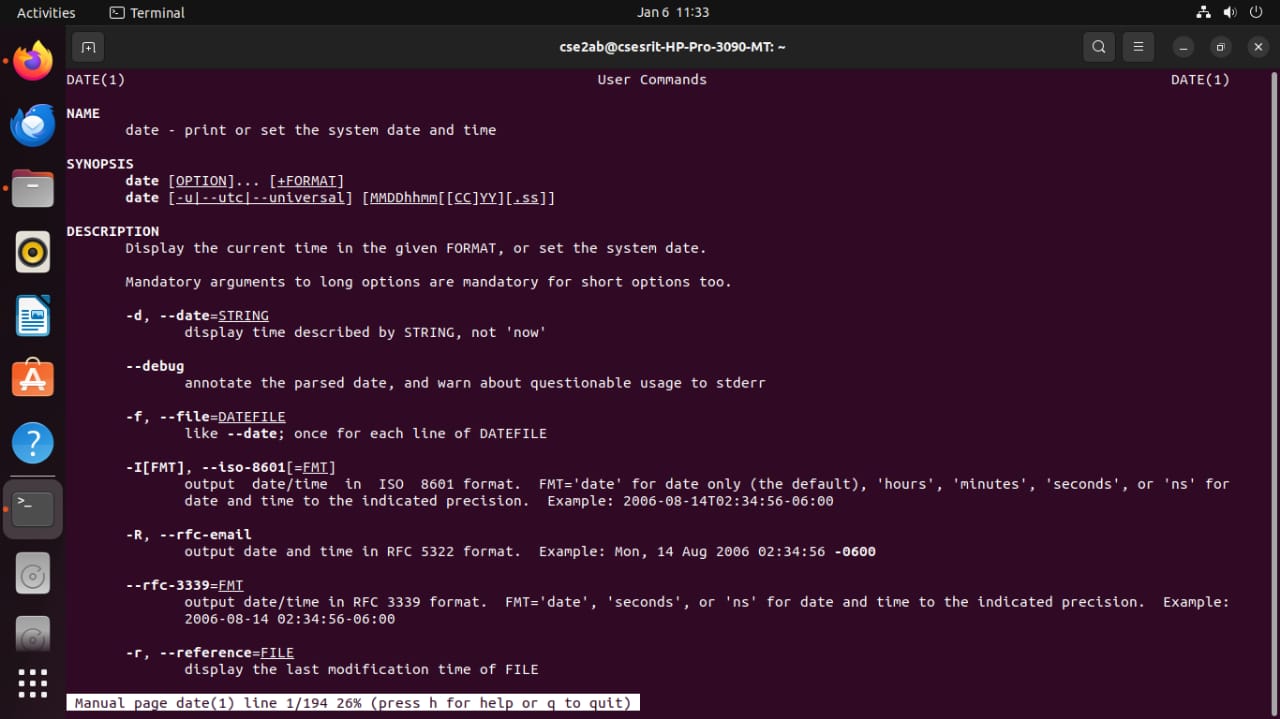 Activities Terminal Jan 6 11:33
cse2ab@csesrit-HP-Pro-3090-MT: ~
DATE(1) User Commands DATE(1)
NAME
date - print or set the system date and time
SYNOPSIS
date [OPTION]... [+FORMAT]
date [-u|--utc|--universal] [MMDDhhmm[[CC]YY][.ss]]
DESCRIPTION
Display the current time in the given FORMAT, or set the system date.
Mandatory arguments to long options are mandatory for short options too.
-d, --date=STRING
display time described by STRING, not 'now'
--debug
annotate the parsed date, and warn about questionable usage to stderr
-f, --file=DATEFILE
like --date; once for each line of DATEFILE
-I[FMT], --iso-8601[=FMT]
output date/time in ISO 8601 format. FMT='date' for date only (the default), 'hours', 'minutes', 'seconds', or 'ns' for
date and time to the indicated precision. Example: 2006-08-14T02:34:56-06:00
-R, --rfc-email
output date and time in RFC 5322 format. Example: Mon, 14 Aug 2006 02:34:56 -0600
--rfc-3339=FMT
output date/time in RFC 3339 format. FMT='date', 'seconds', or 'ns' for date and time to the indicated precision. Example:
2006-08-14 02:34:56-06:00
-r, --reference=FILE
display the last modification time of FILE
Manual page date(1) line 1/194 26% (press h for help or q to quit)